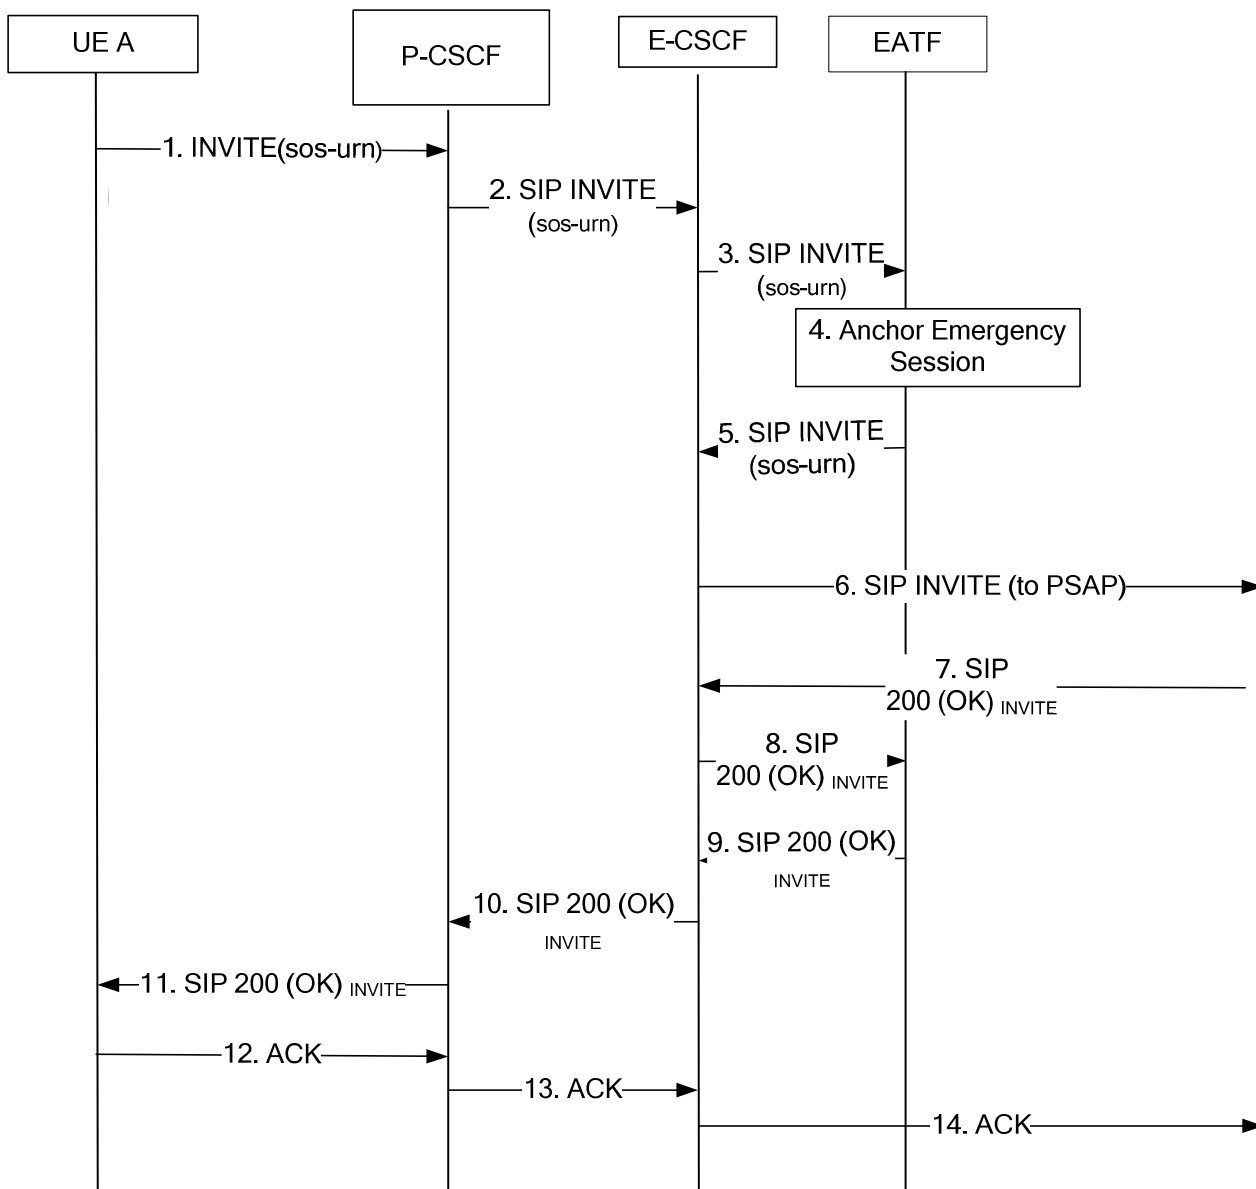 UE A
P-CSCF
E-CSCF
EATF
1. INVITE(sos-urn)
2. SIP INVITE
(sos-urn)
3. SIP INVITE
(sos-urn)
4. Anchor Emergency
Session
5. SIP INVITE
(sos-urn)
6. SIP INVITE (to PSAP)
7. SIP
200 (OK) INVITE
8. SIP
200 (OK) INVITE
9. SIP 200 (OK)
INVITE
10. SIP 200 (OK)
INVITE
11. SIP 200 (OK) INVITE
12. ACK
13. ACK
14. ACK